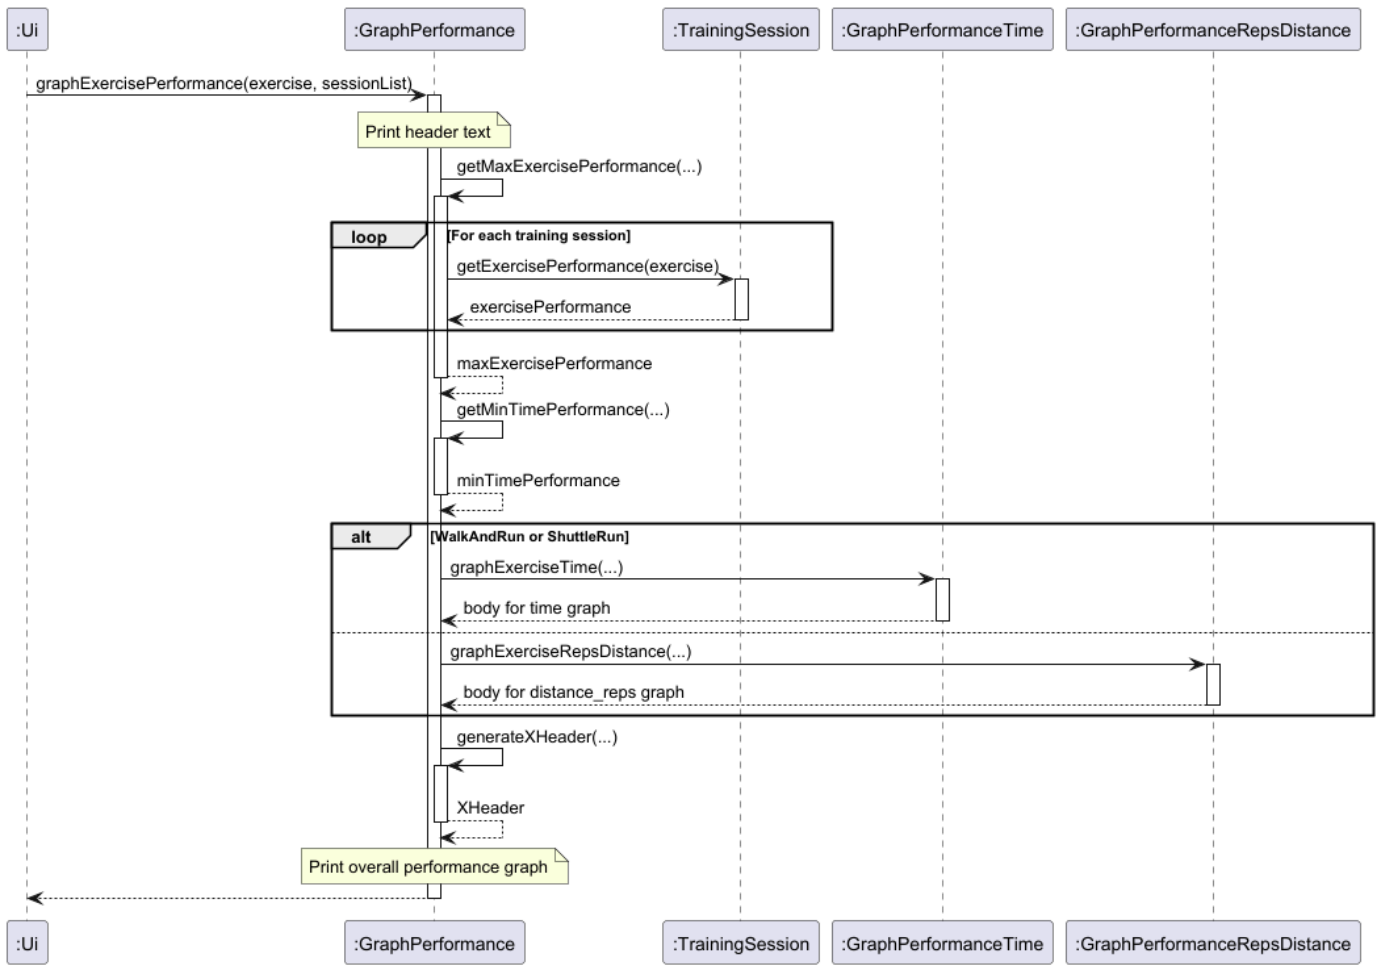 :Ui
:GraphPerformance
:TrainingSession
:GraphPerformanceTime
:GraphPerformanceRepsDistance
graphExercisePerformance(exercise, sessionList)
Print header text
getMaxExercisePerformance(...)
loop
[For each training session]
getExercisePerformance(exercise)
exercisePerformance
maxExercisePerformance
getMinTimePerformance(...)
minTimePerformance
alt
[WalkAndRun or ShuttleRun]
graphExerciseTime(...)
body for time graph
graphExerciseRepsDistance(...)
body for distance_reps graph
generateXHeader(...)
XHeader
Print overall performance graph
:Ui
:GraphPerformance
:TrainingSession
:GraphPerformanceTime
:GraphPerformanceRepsDistance